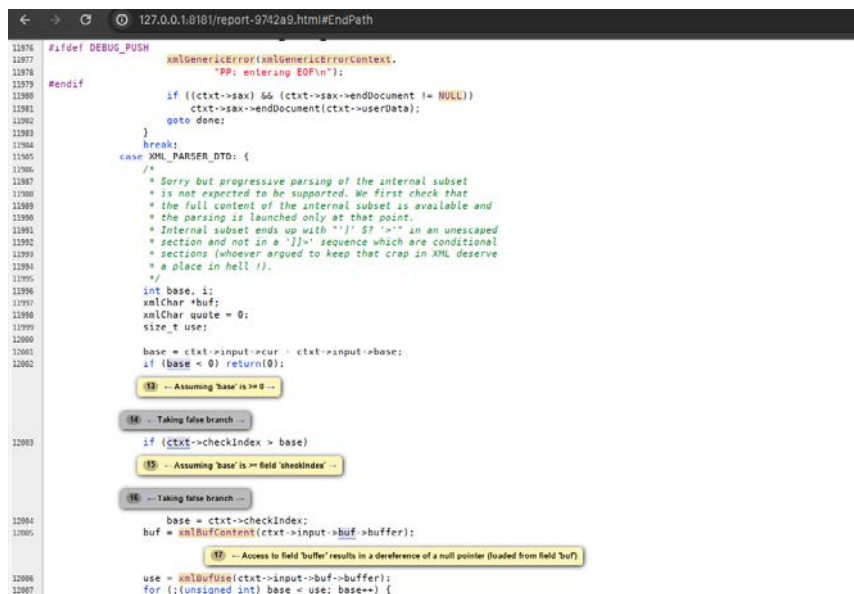 127.0.0.1:8181/report-9742a9.html#EndPath
11976 #ifdef DEBUG_PUSH
11977 xmlGenericError(xmlGenericErrorContext,
11978 "PP: entering EOF\n");
11979 #endif
11980 if ((ctxt->sax) && (ctxt->sax->endDocument != NULL))
11981 ctxt->sax->endDocument(ctxt->userData);
11982 goto done;
11983 }
11984 break;
11985 case XML_PARSER_DTD: {
11986 /*
11987 * Sorry but progressive parsing of the internal subset
11988 * is not expected to be supported. We first check that
11989 * the full content of the internal subset is available and
11990 * the parsing is launched only at that point.
11991 * Internal subset ends up with "']' S? '>'" in an unescaped
11992 * section and not in a ']]>' sequence which are conditional
11993 * sections (whoever argued to keep that crap in XML deserve
11994 * a place in hell !).
11995 */
11996 int base, i;
11997 xmlChar *buf;
11998 xmlChar quote = 0;
11999 size_t use;
12000
12001 base = ctxt->input->cur - ctxt->input->base;
12002 if (base < 0) return(0);
13 ← Assuming 'base' is >= 0 →
14 ← Taking false branch →
12003 if (ctxt->checkIndex > base)
15 ← Assuming 'base' is >= field 'checkIndex' →
16 ← Taking false branch →
12004 base = ctxt->checkIndex;
12005 buf = xmlBufContent(ctxt->input->buf->buffer);
17 ← Access to field 'buffer' results in a dereference of a null pointer (loaded from field 'buf')
12006 use = xmlBufUse(ctxt->input->buf->buffer);
12007 for (;(unsigned int) base < use; base++) {